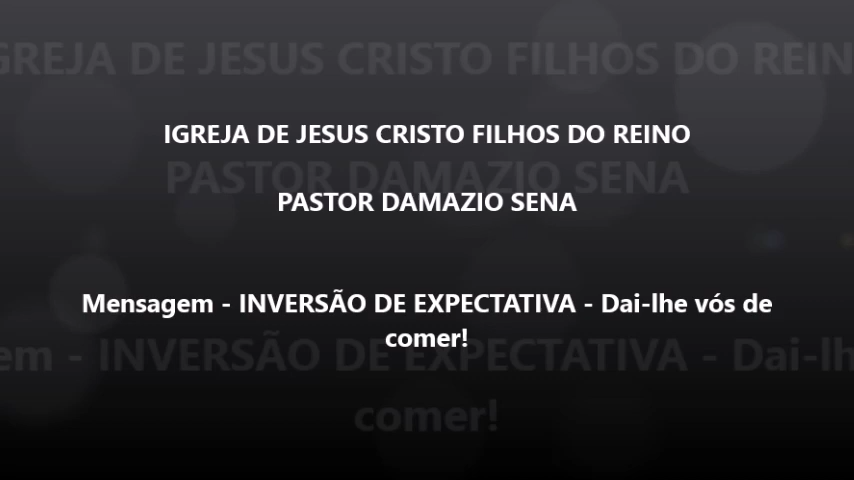 IGREJA DE JESUS CRISTO FILHOS DO REINO
PASTOR DAMAZIO SENA
Mensagem - INVERSÃO DE EXPECTATIVA - Dai-lhe vós de
comer!